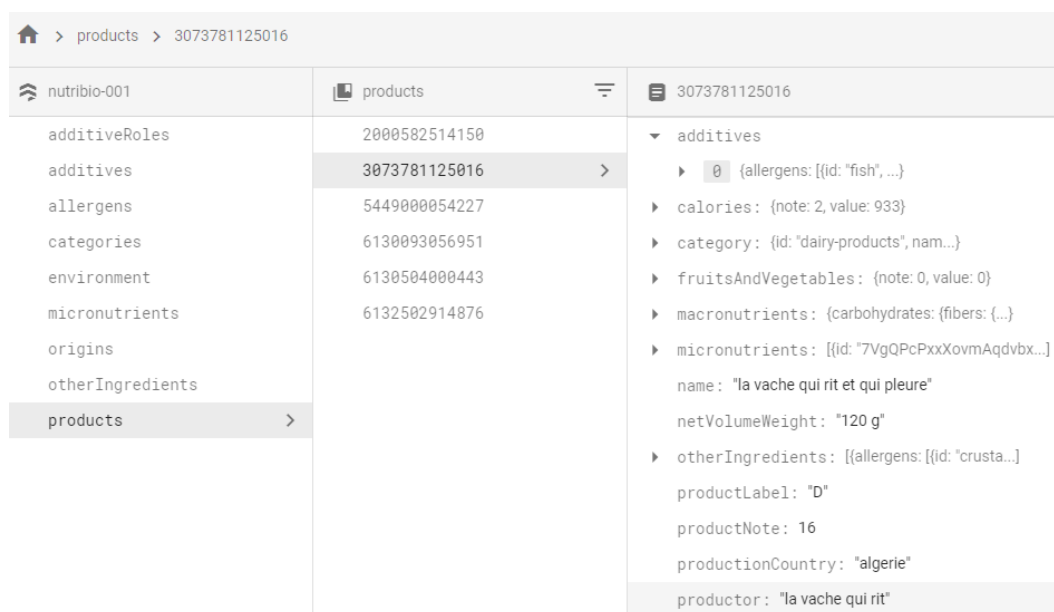 > products > 3073781125016
nutribio-001
additiveRoles
additives
allergens
categories
environment
micronutrients
origins
otherIngredients
products >
products
2000582514150
3073781125016 >
5449000054227
6130093056951
6130504000443
6132502914876
3073781125016
additives
0 {allergens: [{id: "fish", ...}
calories: {note: 2, value: 933}
category: {id: "dairy-products", nam...}
fruitsAndVegetables: {note: 0, value: 0}
macronutrients: {carbohydrates: {fibers: {...}
micronutrients: [{id: "7VgQPcPxxXovmAqdvbx...]
name: "la vache qui rit et qui pleure"
netVolumeWeight: "120 g"
otherIngredients: [{allergens: [{id: "crusta...]
productLabel: "D"
productNote: 16
productionCountry: "algerie"
productor: "la vache qui rit"